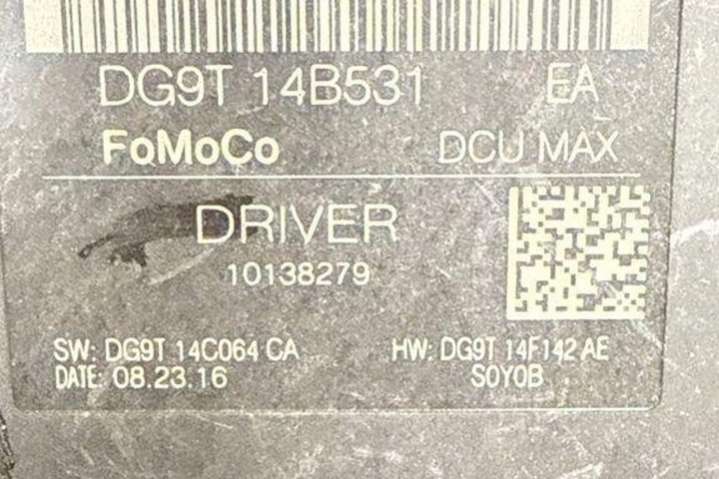 DG9T 14B531 EA
FoMoCo DCU MAX
DRIVER
10138279
SW: DG9T 14C064 CA HW: DG9T 14F142 AE
DATE: 08.23.16 S0Y0B